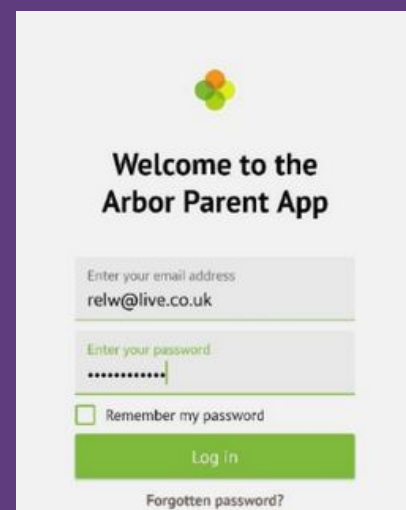 Welcome to the
Arbor Parent App
Enter your email address
relw@live.co.uk
Enter your password
••••••••••••
Remember my password
Log in
Forgotten password?